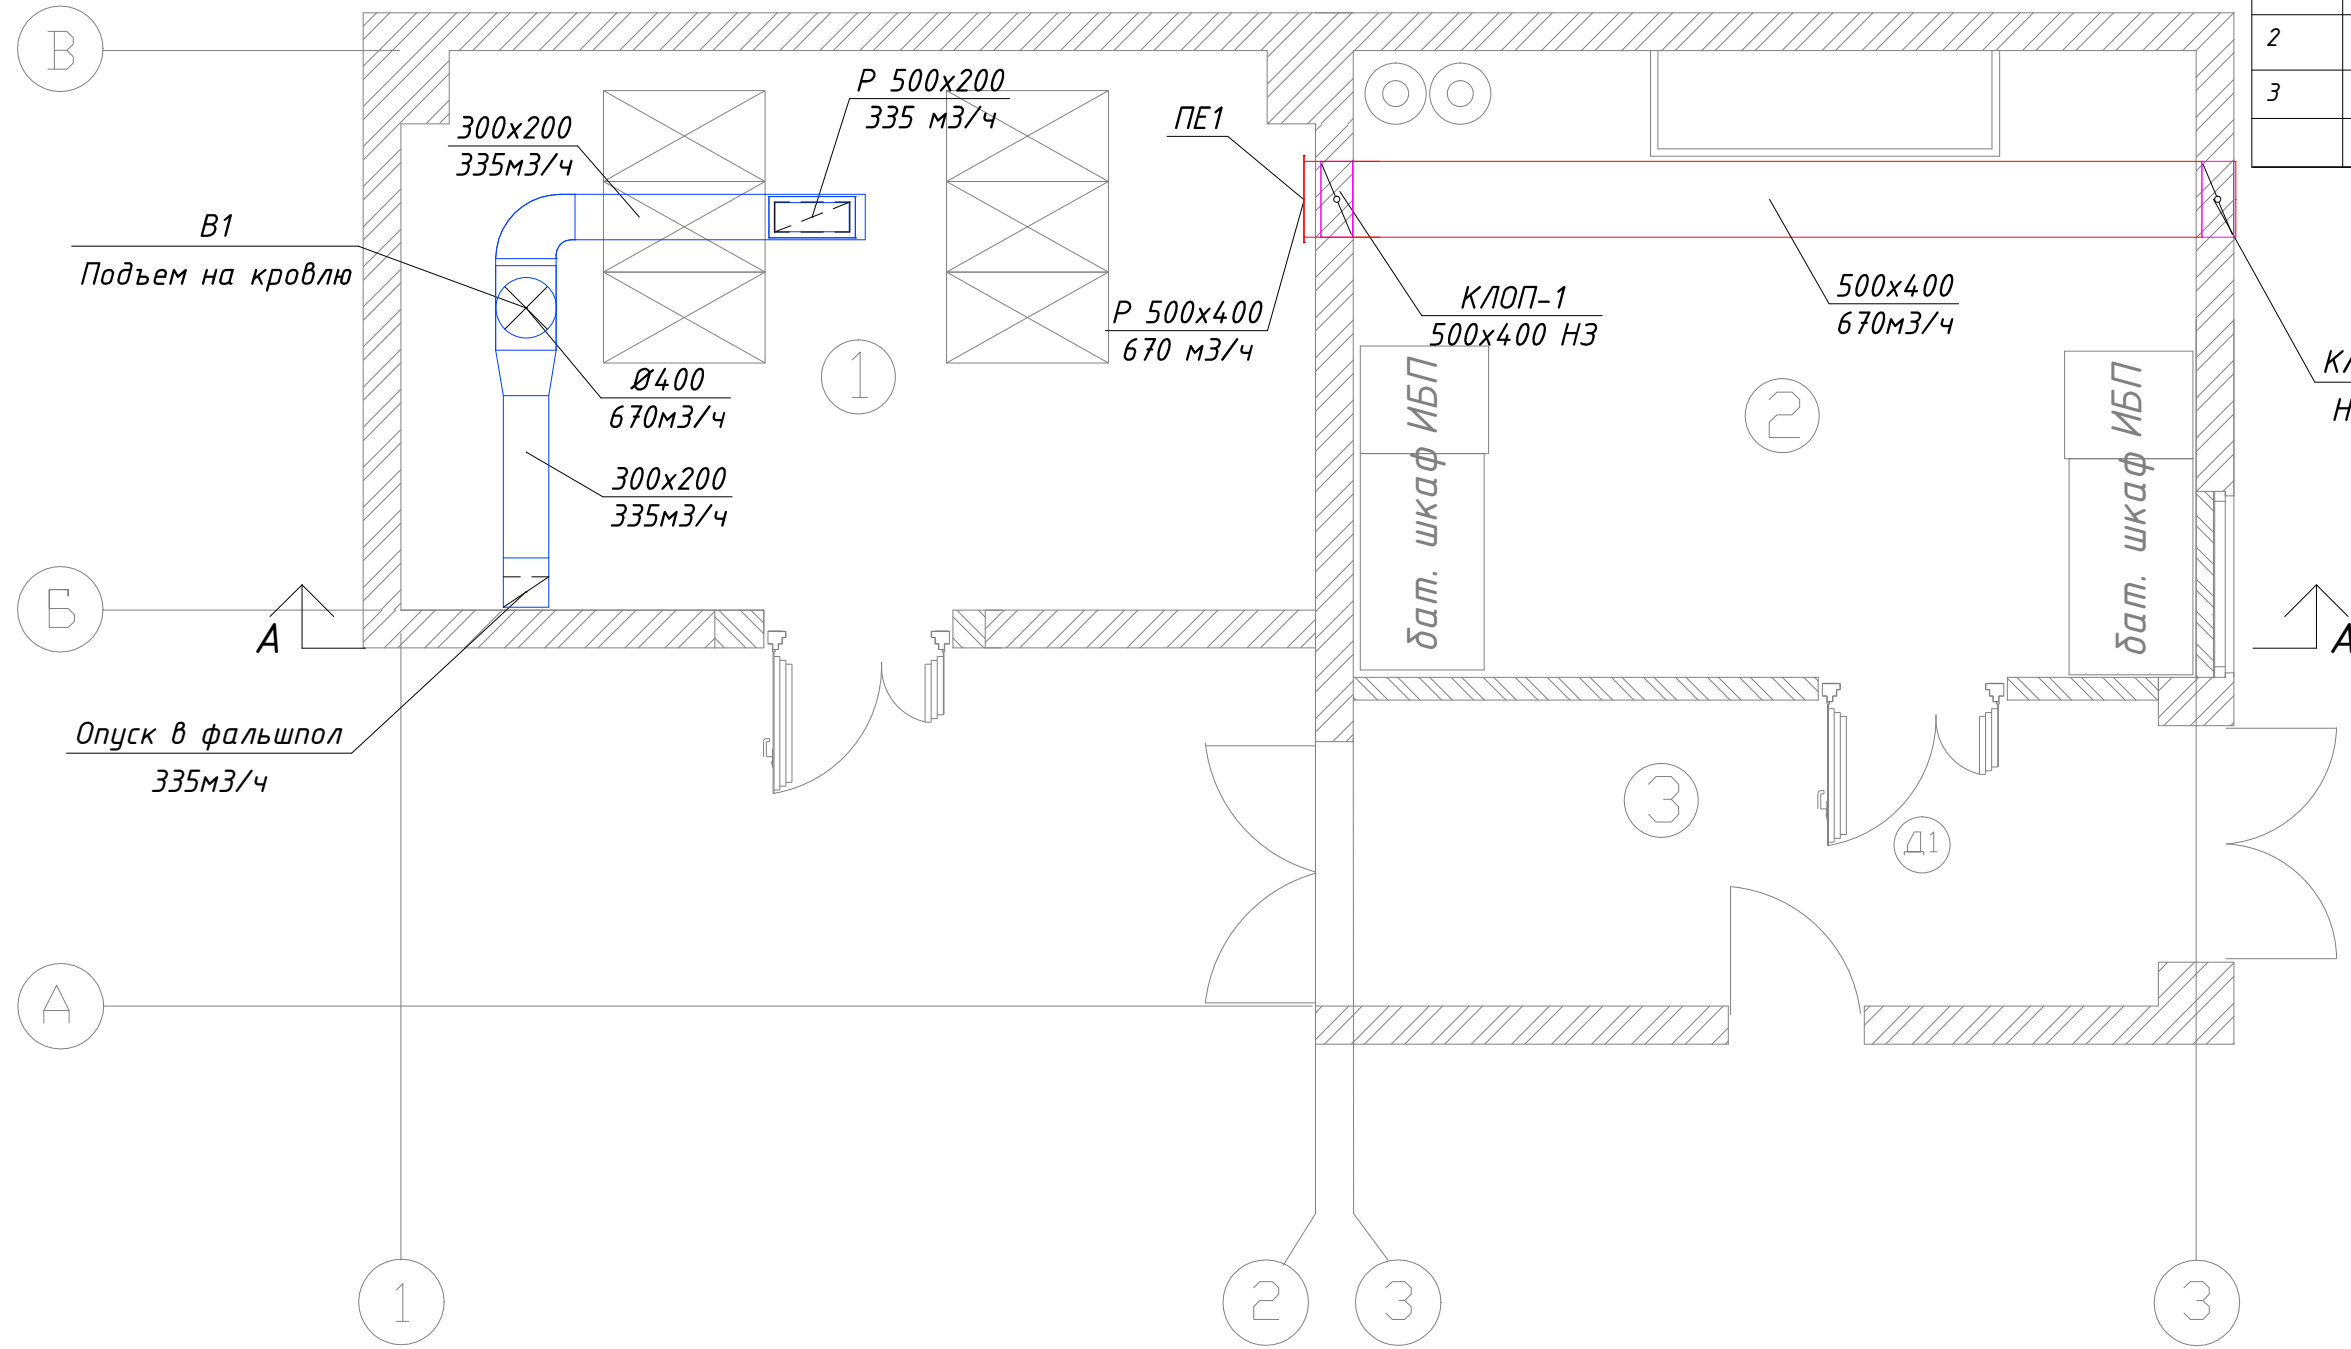 В
2
3
Р 500х200
335 м3/ч
300х200
335м3/ч
ПЕ1
В1
Подъем на кровлю
Р 500х400
670 м3/ч
КЛОП-1
500х400 НЗ
500х400
670м3/ч
Ø400
670м3/ч
1
2
300х200
335м3/ч
бат. шкаф ИБП
бат. шкаф ИБП
Б
А
А
Опуск в фальшпол
335м3/ч
3
Д1
А
1
2
3
3